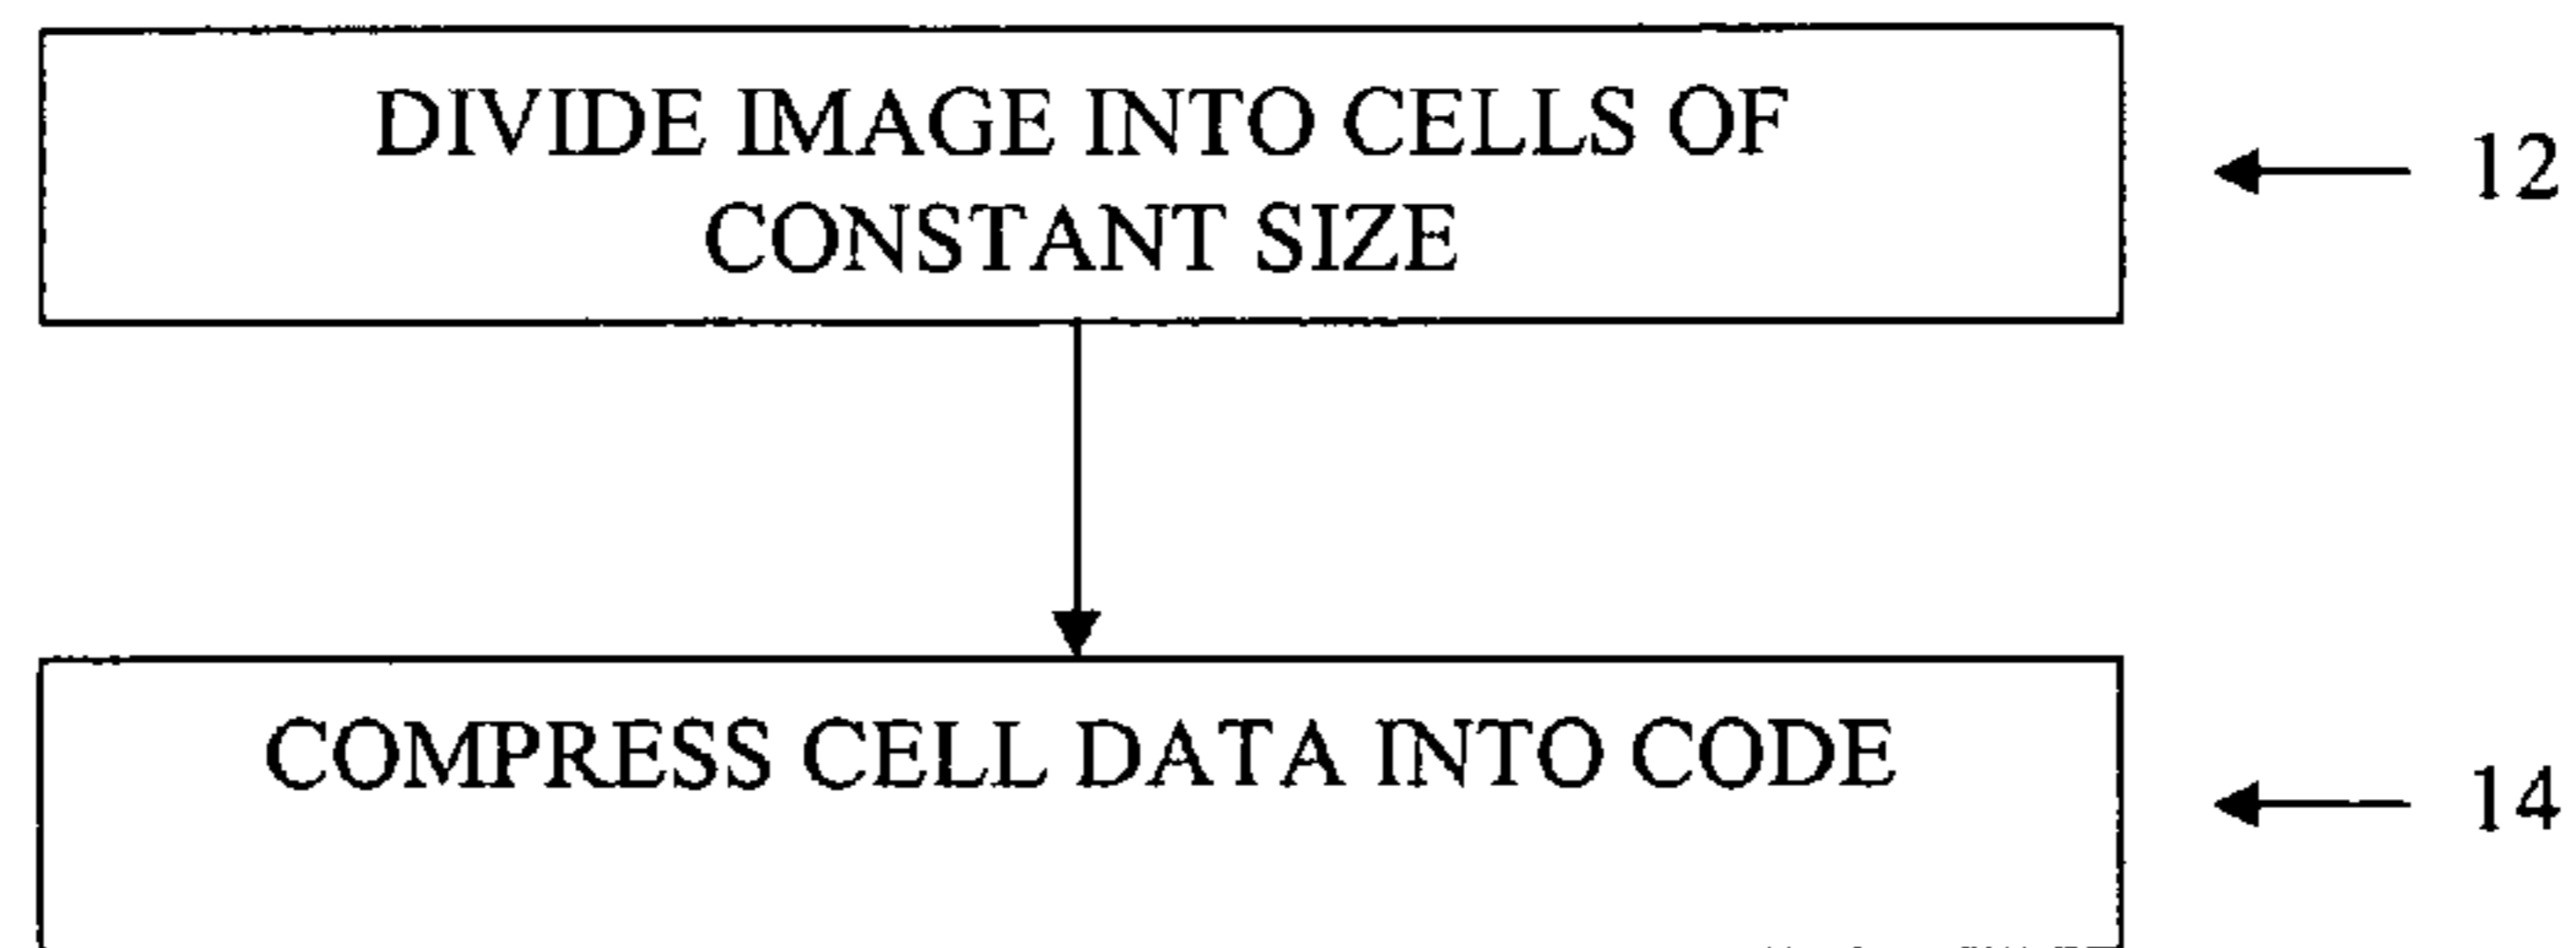 DIVIDE IMAGE INTO CELLS OF
CONSTANT SIZE
12
COMPRESS CELL DATA INTO CODE
14